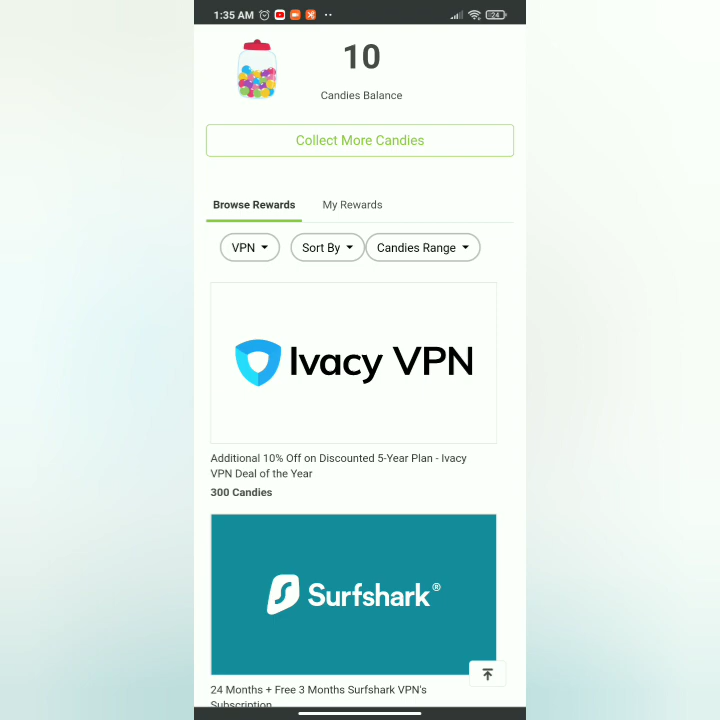 1:35 AM
24
10
Candies Balance
Collect More Candies
Browse Rewards
My Rewards
VPN
Sort By
Candies Range
Ivacy VPN
Additional 10% Off on Discounted 5-Year Plan - Ivacy
VPN Deal of the Year
300 Candies
Surfshark®
24 Months + Free 3 Months Surfshark VPN's
Subscription